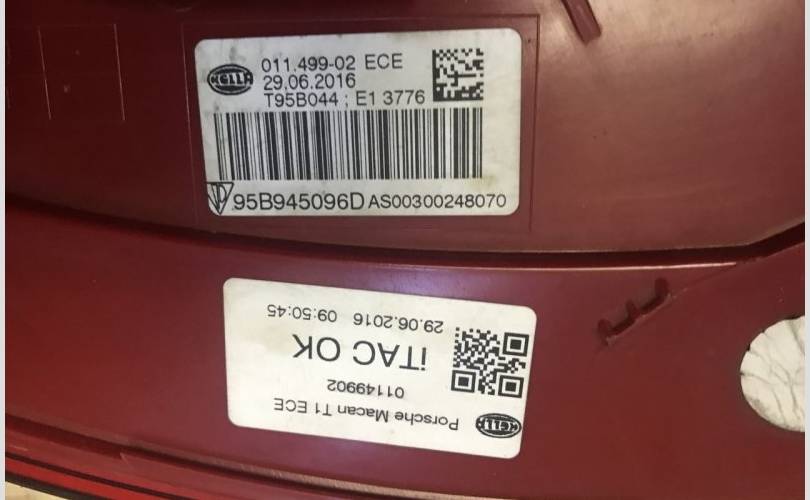 HELLA
011.499-02 ECE
29.06.2016
T95B044 ; E1 3776
95B945096D AS00300248070
HELLA
Porsche Macan T1 ECE
01149902
iTAC OK
29.06.2016 09:50:45